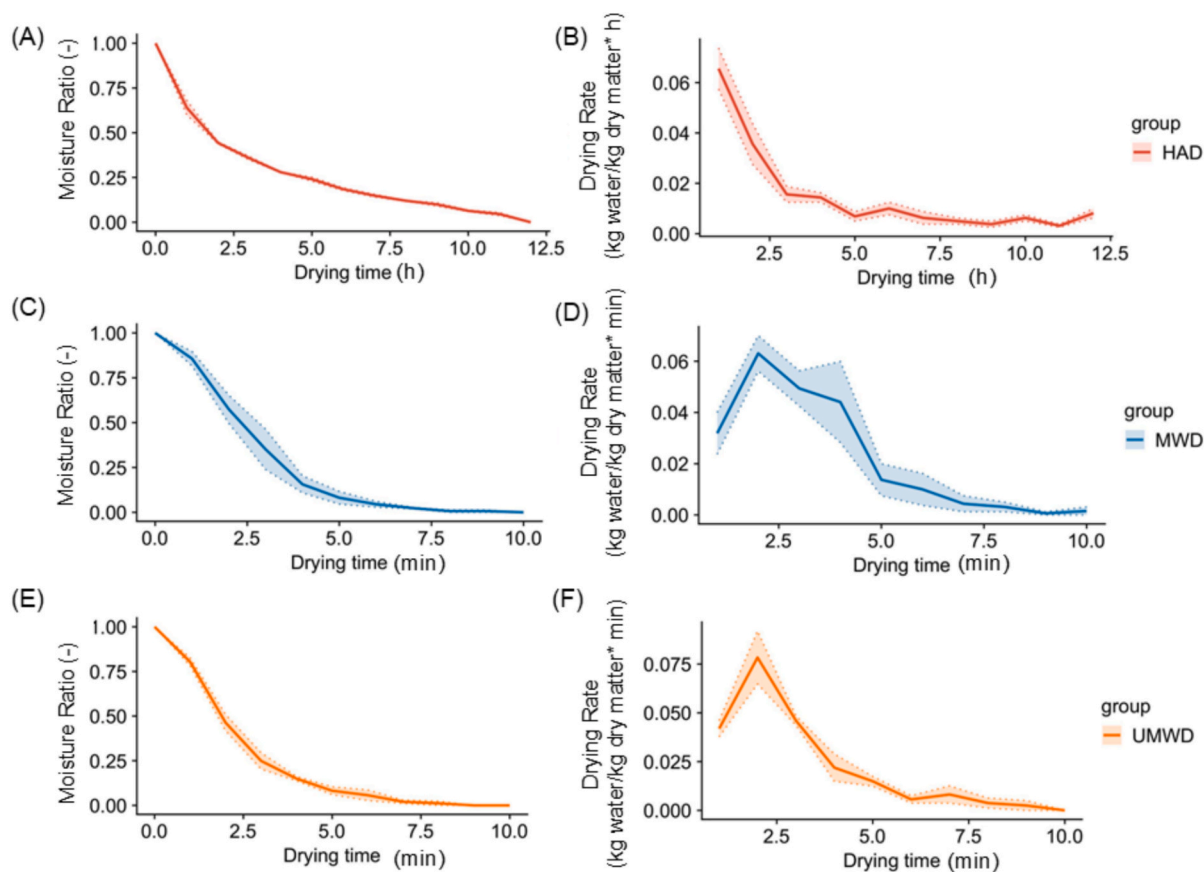 (A)
Moisture Ratio (-)
1.00
0.75
0.50
0.25
0.00
0.0 2.5 5.0 7.5 10.0 12.5
Drying time (h)
(B)
Drying Rate
(kg water/kg dry matter* h)
0.06
0.04
0.02
0.00
2.5 5.0 7.5 10.0 12.5
Drying time (h)
group
HAD
(C)
Moisture Ratio (-)
1.00
0.75
0.50
0.25
0.00
0.0 2.5 5.0 7.5 10.0
Drying time (min)
(D)
Drying Rate
(kg water/kg dry matter* min)
0.06
0.04
0.02
0.00
2.5 5.0 7.5 10.0
Drying time (min)
group
MWD
(E)
Moisture Ratio (-)
1.00
0.75
0.50
0.25
0.00
0.0 2.5 5.0 7.5 10.0
Drying time (min)
(F)
Drying Rate
(kg water/kg dry matter* min)
0.075
0.050
0.025
0.000
2.5 5.0 7.5 10.0
Drying time (min)
group
UMWD